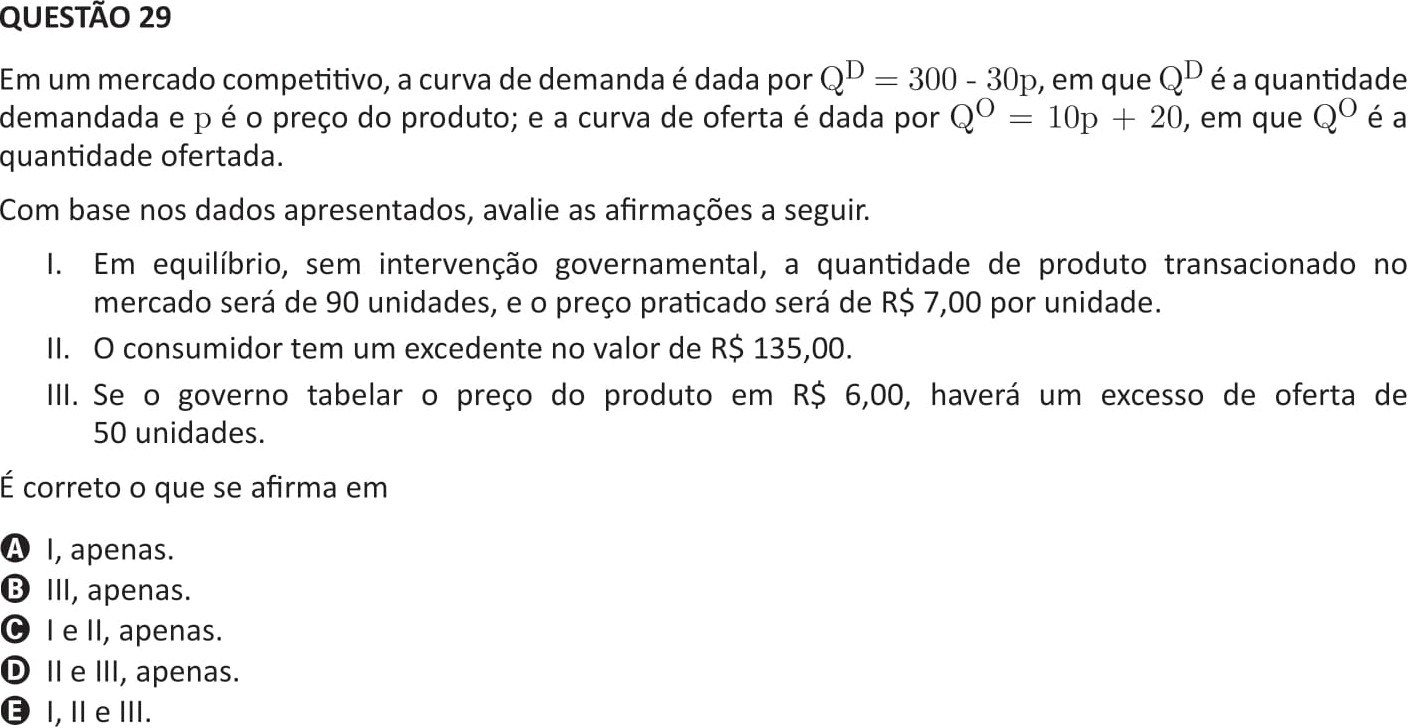 QUESTÃO 29
Em um mercado competitivo, a curva de demanda é dada por Q^D = 300 - 30p, em que Q^D é a quantidade
demandada e p é o preço do produto; e a curva de oferta é dada por Q^O = 10p + 20, em que Q^O é a
quantidade ofertada.
Com base nos dados apresentados, avalie as afirmações a seguir.
I. Em equilíbrio, sem intervenção governamental, a quantidade de produto transacionado no
mercado será de 90 unidades, e o preço praticado será de R$ 7,00 por unidade.
II. O consumidor tem um excedente no valor de R$ 135,00.
III. Se o governo tabelar o preço do produto em R$ 6,00, haverá um excesso de oferta de
50 unidades.
É correto o que se afirma em
A I, apenas.
B III, apenas.
C I e II, apenas.
D II e III, apenas.
E I, II e III.